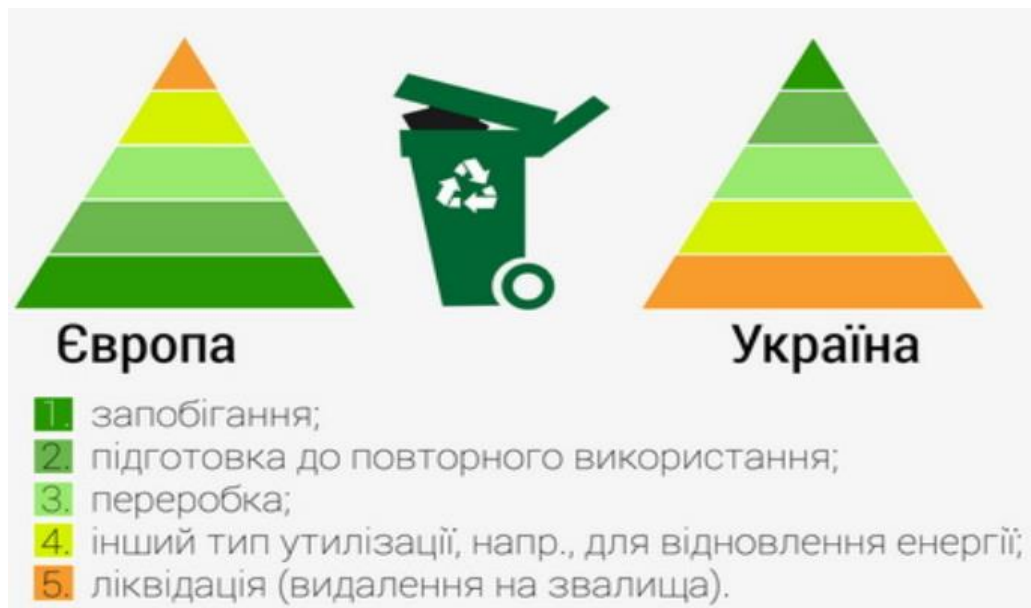 Європа
Україна
1. запобігання;
2. підготовка до повторного використання;
3. переробка;
4. інший тип утилізації, напр., для відновлення енергії;
5. ліквідація (видалення на звалища).